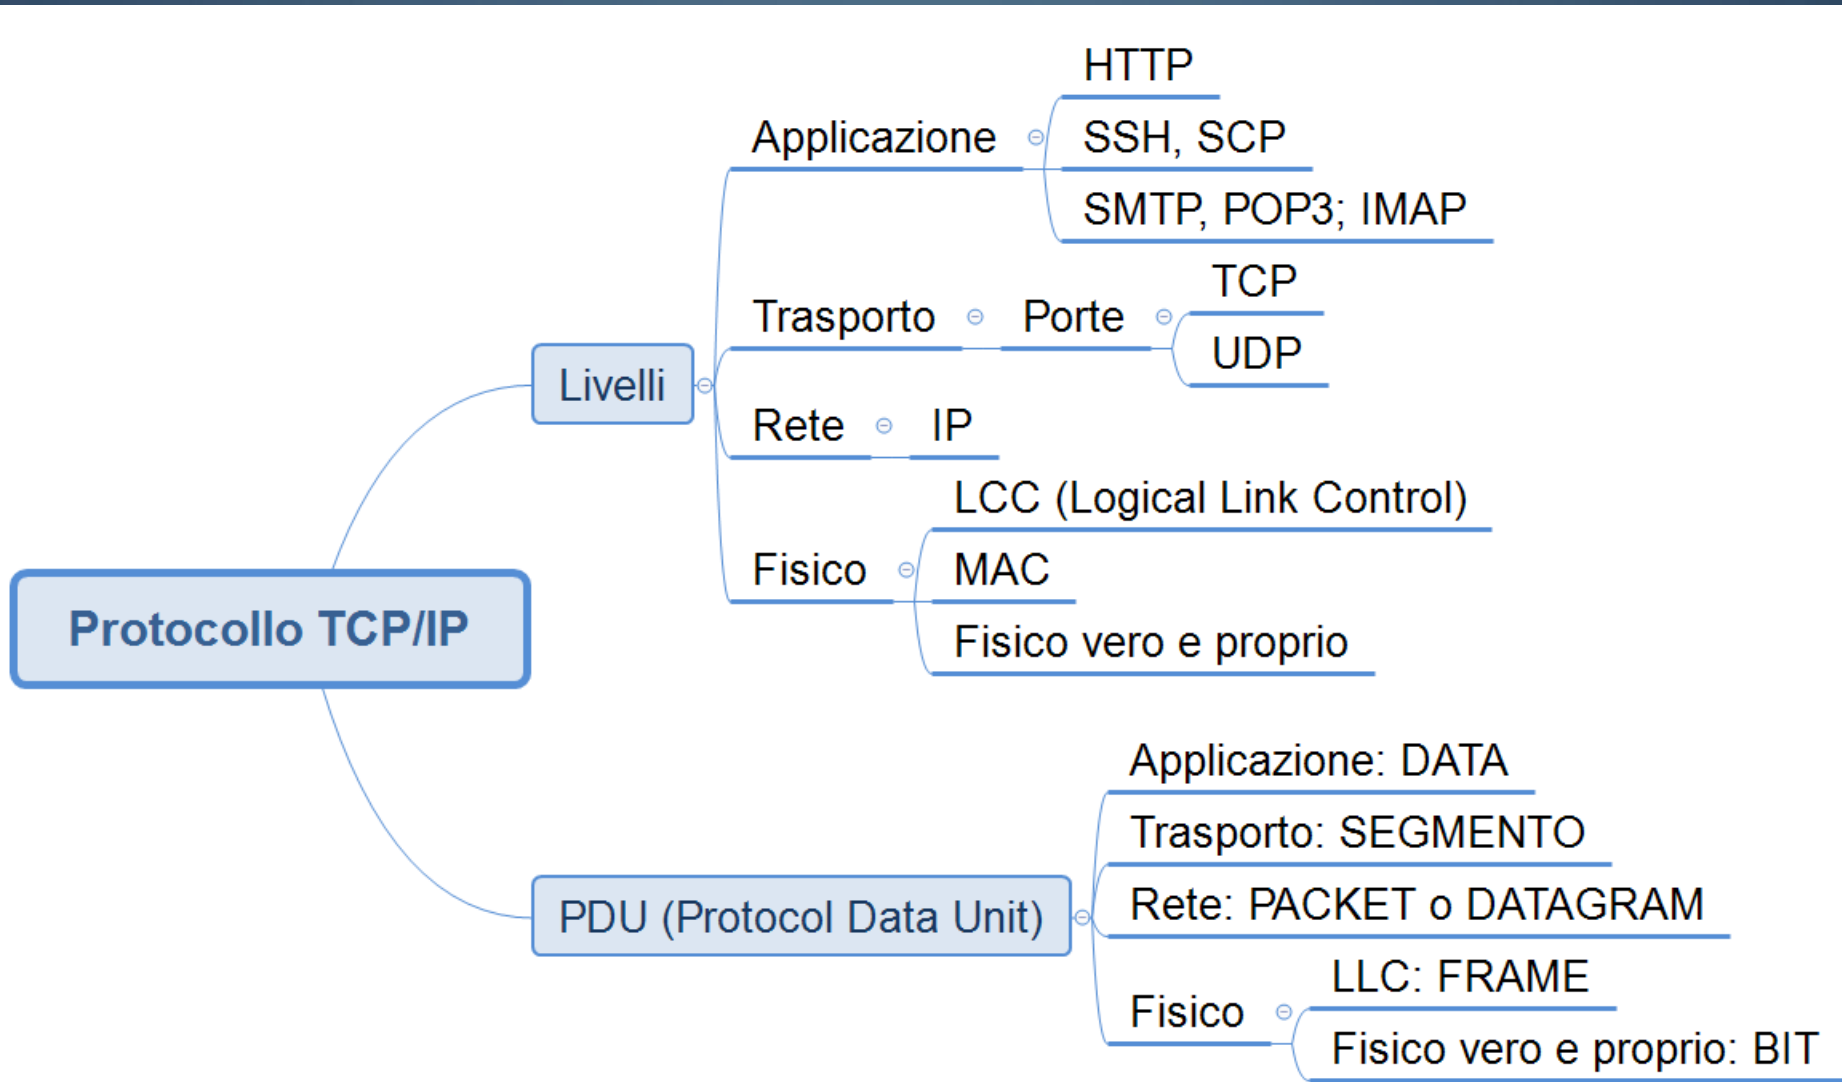 Protocollo TCP/IP
Livelli
Applicazione
HTTP
SSH, SCP
SMTP, POP3; IMAP
Trasporto
Porte
TCP
UDP
Rete
IP
Fisico
LCC (Logical Link Control)
MAC
Fisico vero e proprio
PDU (Protocol Data Unit)
Applicazione: DATA
Trasporto: SEGMENTO
Rete: PACKET o DATAGRAM
Fisico
LLC: FRAME
Fisico vero e proprio: BIT